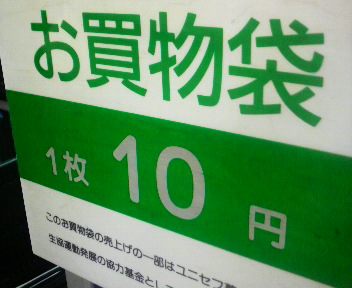 お買物袋
1枚 10 円
このお買物袋の売上げの一部はユニセフ
生協運動発展の協力基金とし